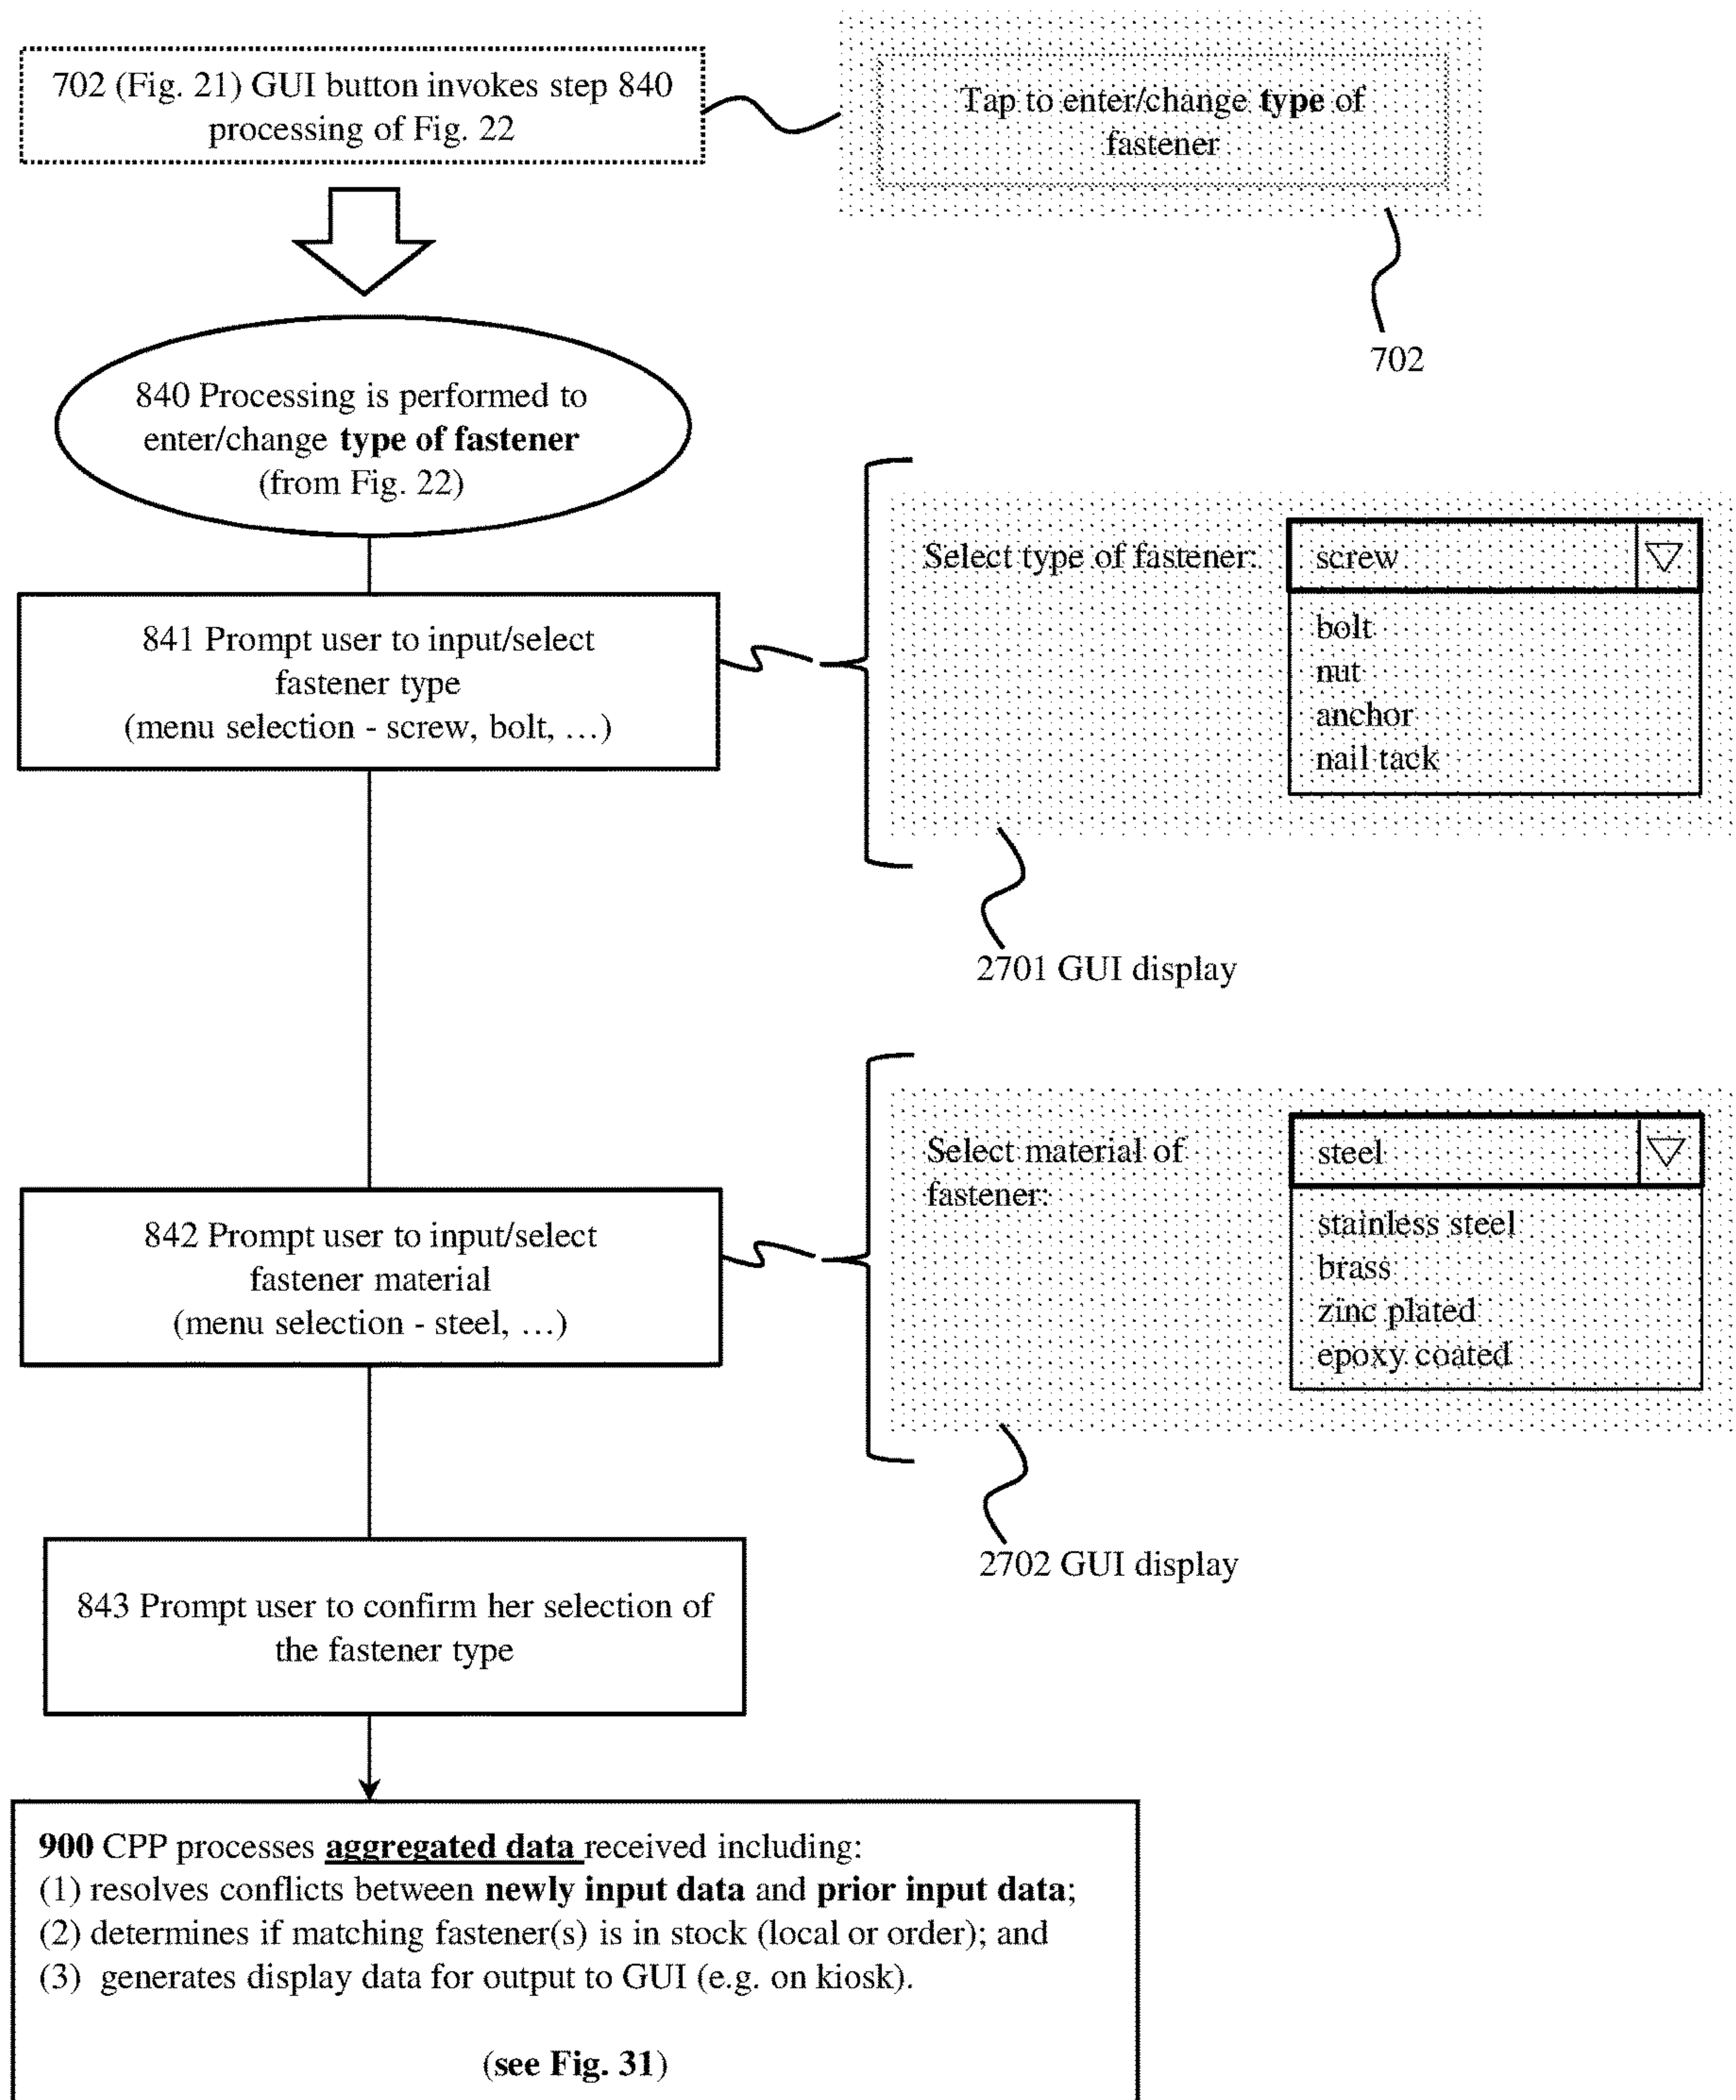 702 (Fig. 21) GUI button invokes step 840
processing of Fig. 22
Tap to enter/change type of
fastener
702
840 Processing is performed to
enter/change type of fastener
(from Fig. 22)
841 Prompt user to input/select
fastener type
(menu selection - screw, bolt, …)
Select type of fastener:
screw
bolt
nut
anchor
nail tack
2701 GUI display
842 Prompt user to input/select
fastener material
(menu selection - steel, …)
Select material of
fastener:
steel
stainless steel
brass
zinc plated
epoxy coated
2702 GUI display
843 Prompt user to confirm her selection of
the fastener type
900 CPP processes aggregated data received including:
(1) resolves conflicts between newly input data and prior input data;
(2) determines if matching fastener(s) is in stock (local or order); and
(3) generates display data for output to GUI (e.g. on kiosk).
(see Fig. 31)